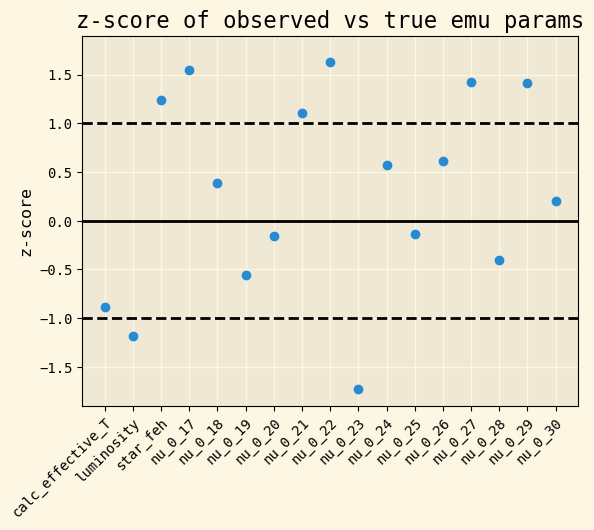 z-score of observed vs true emu params
z-score
1.5
1.0
0.5
0.0
−0.5
−1.0
−1.5
calc_effective_T
luminosity
star_feh
nu_0_17
nu_0_18
nu_0_19
nu_0_20
nu_0_21
nu_0_22
nu_0_23
nu_0_24
nu_0_25
nu_0_26
nu_0_27
nu_0_28
nu_0_29
nu_0_30